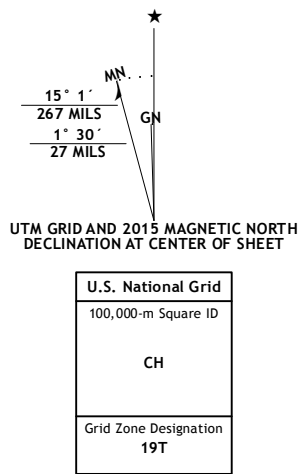 MN
GN
15° 1´
267 MILS
1° 30´
27 MILS
UTM GRID AND 2015 MAGNETIC NORTH
DECLINATION AT CENTER OF SHEET
U.S. National Grid
100,000-m Square ID
CH
Grid Zone Designation
19T